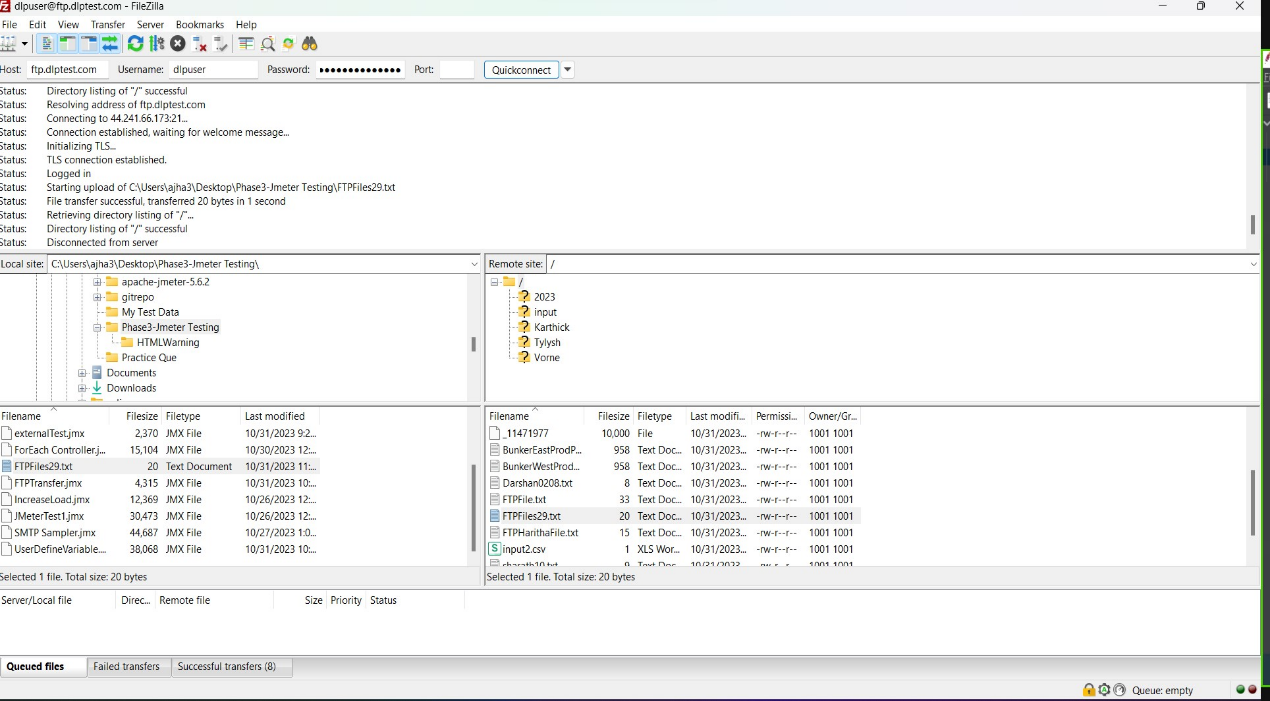 dlpuser@ftp.dlptest.com - FileZilla
File Edit View Transfer Server Bookmarks Help
Host: ftp.dlptest.com Username: dlpuser Password: •••••••••••••• Port: Quickconnect
Status: Directory listing of "/" successful
Status: Resolving address of ftp.dlptest.com
Status: Connecting to 44.241.66.173:21...
Status: Connection established, waiting for welcome message...
Status: Initializing TLS...
Status: TLS connection established.
Status: Logged in
Status: Starting upload of C:\Users\ajha3\Desktop\Phase3-Jmeter Testing\FTPFiles29.txt
Status: File transfer successful, transferred 20 bytes in 1 second
Status: Retrieving directory listing of "/"...
Status: Directory listing of "/" successful
Status: Disconnected from server
Local site: C:\Users\ajha3\Desktop\Phase3-Jmeter Testing\
apache-jmeter-5.6.2
gitrepo
My Test Data
Phase3-Jmeter Testing
HTMLWarning
Practice Que
Documents
Downloads
Remote site: /
/
2023
input
Karthick
Tylysh
Vorne
Filename Filesize Filetype Last modified
externalTest.jmx 2,370 JMX File 10/31/2023 9:2...
ForEach Controller.j... 15,104 JMX File 10/30/2023 12:...
FTPFiles29.txt 20 Text Document 10/31/2023 11:...
FTPTransfer.jmx 4,315 JMX File 10/31/2023 10:...
IncreaseLoad.jmx 12,369 JMX File 10/26/2023 12:...
JMeterTest1.jmx 30,473 JMX File 10/26/2023 12:...
SMTP Sampler.jmx 44,687 JMX File 10/27/2023 1:0...
UserDefineVariable.... 38,068 JMX File 10/31/2023 10:...
Selected 1 file. Total size: 20 bytes
Filename Filesize Filetype Last modifi... Permissi... Owner/Gr...
_11471977 10,000 File 10/31/2023... -rw-r--r-- 1001 1001
BunkerEastProdP... 958 Text Doc... 10/31/2023... -rw-r--r-- 1001 1001
BunkerWestProd... 958 Text Doc... 10/31/2023... -rw-r--r-- 1001 1001
Darshan0208.txt 8 Text Doc... 10/31/2023... -rw-r--r-- 1001 1001
FTPFile.txt 33 Text Doc... 10/31/2023... -rw-r--r-- 1001 1001
FTPFiles29.txt 20 Text Doc... 10/31/2023... -rw-r--r-- 1001 1001
FTPHarithaFile.txt 15 Text Doc... 10/31/2023... -rw-r--r-- 1001 1001
input2.csv 1 XLS Wor... 10/31/2023... -rw-r--r-- 1001 1001
Selected 1 file. Total size: 20 bytes
Server/Local file Direc... Remote file Size Priority Status
Queued files Failed transfers Successful transfers (8)
Queue: empty